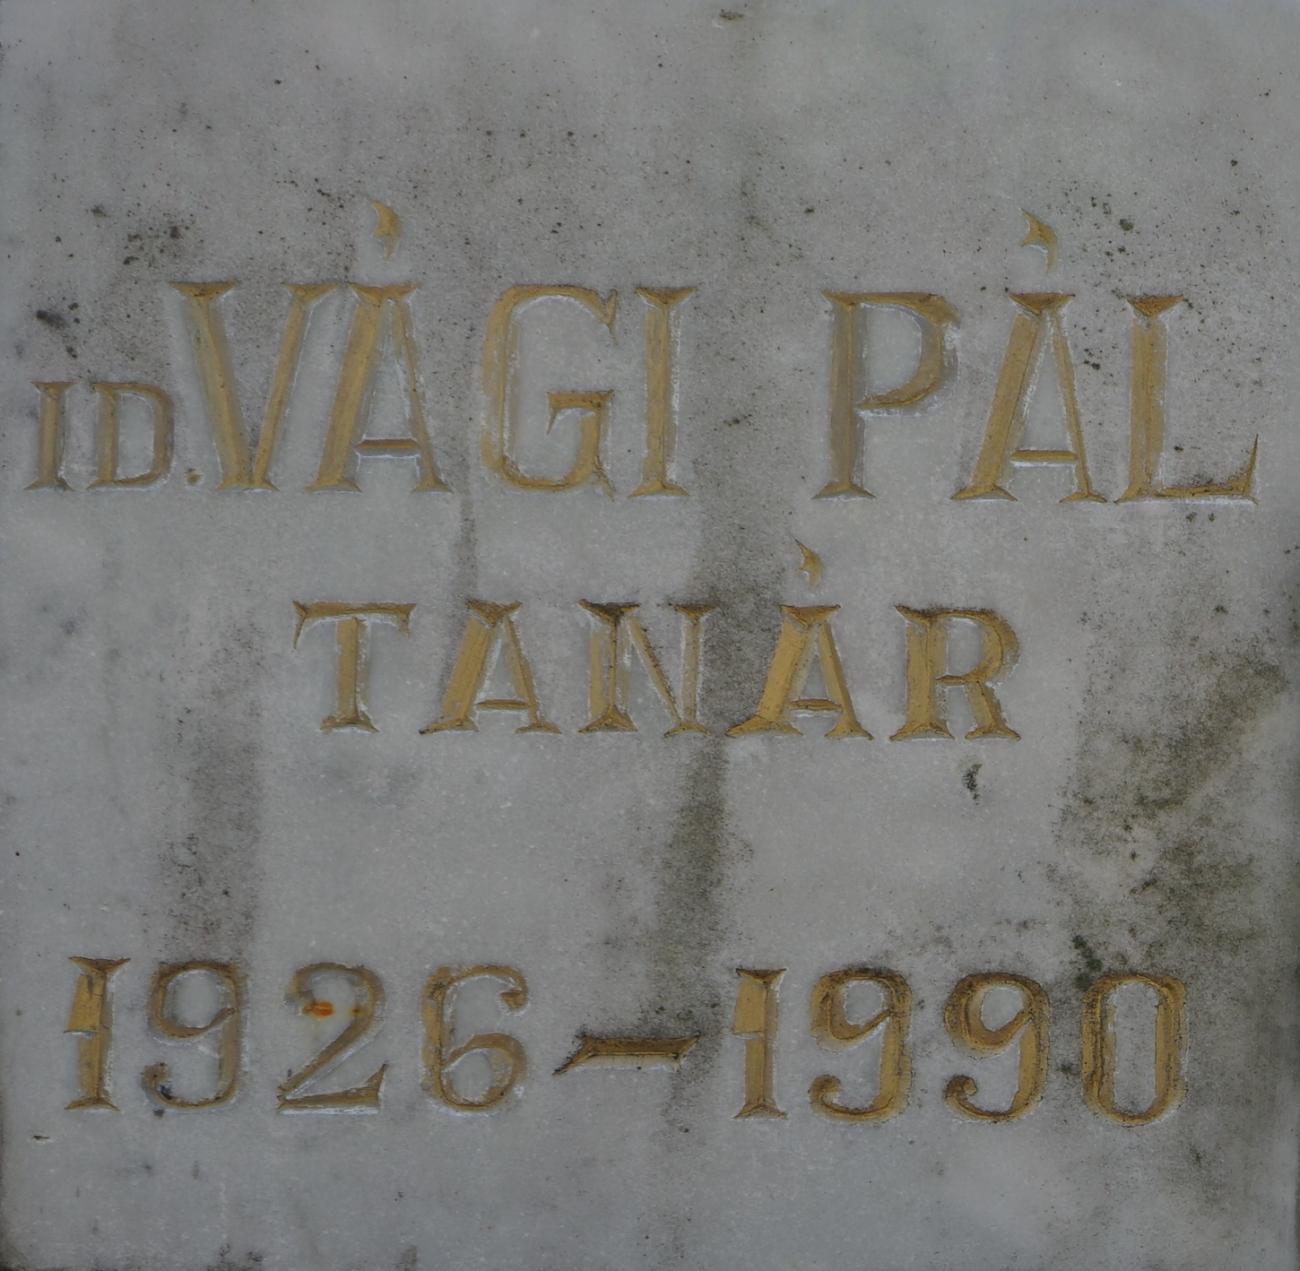 ID. VÁGI PÁL
TANÁR
1926-1990